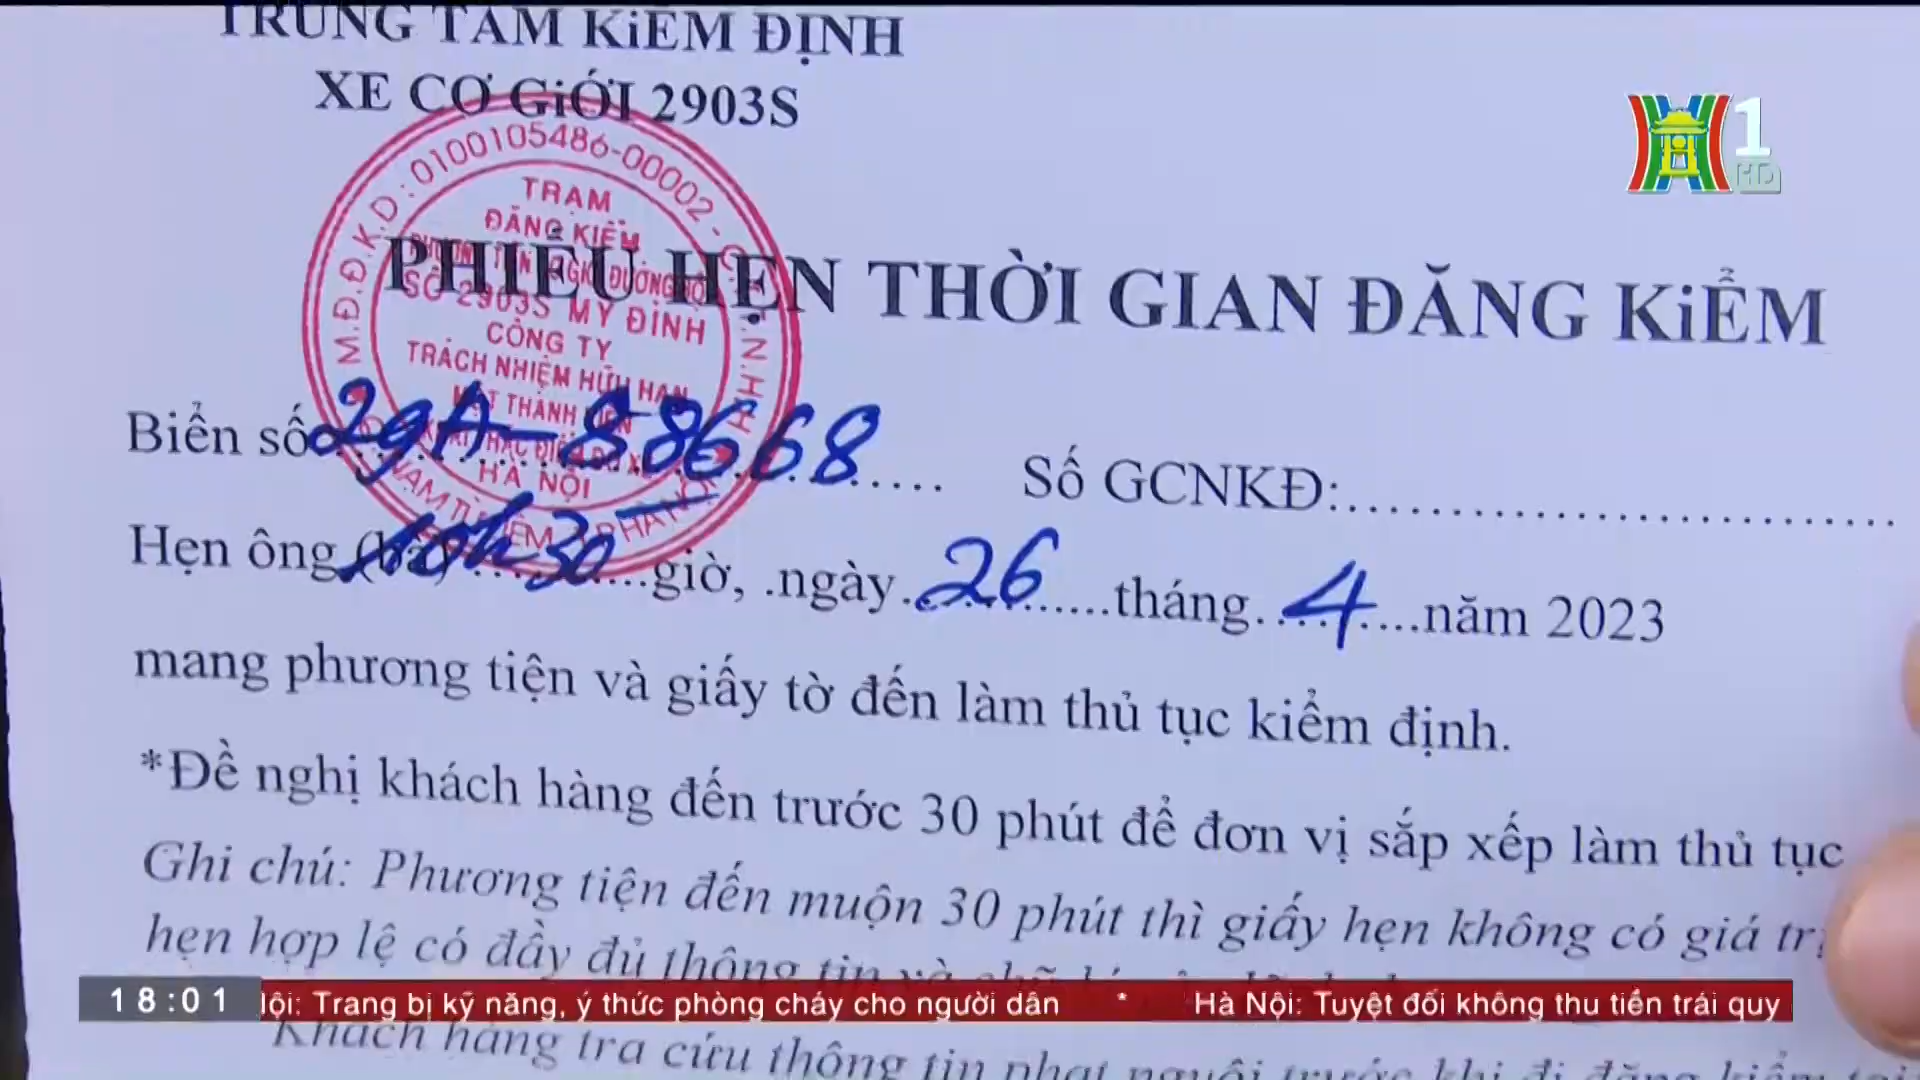 TRUNG TÂM KiỂM ĐỊNH
XE CƠ GiỚI 2903S
1
HD
M.Đ.Đ.K.D: 0100105486-00002 -
TRẠM
ĐĂNG KIỂM
PHIẾU HẸN THỜI GIAN ĐĂNG KiỂM
ĐƯỜNG BỘ
SỐ 2903S MỸ ĐÌNH
CÔNG TY
TRÁCH NHIỆM HỮU HẠN
HÀ NỘI
Biển số 29A-88668 ..... Số GCNKĐ:............................
Hẹn ông (bà) 10h30 ....giờ, .ngày. 26 .......tháng. 4 ....năm 2023
mang phương tiện và giấy tờ đến làm thủ tục kiểm định.
*Đề nghị khách hàng đến trước 30 phút để đơn vị sắp xếp làm thủ tục
Ghi chú: Phương tiện đến muộn 30 phút thì giấy hẹn không có giá trị
hẹn hợp lệ có đầy đủ thông tin và
18:01 Nội: Trang bị kỹ năng, ý thức phòng cháy cho người dân * Hà Nội: Tuyệt đối không thu tiền trái quy
Khách hàng tra cứu thông tin phạt nguội trước khi đi đăng kiểm tại